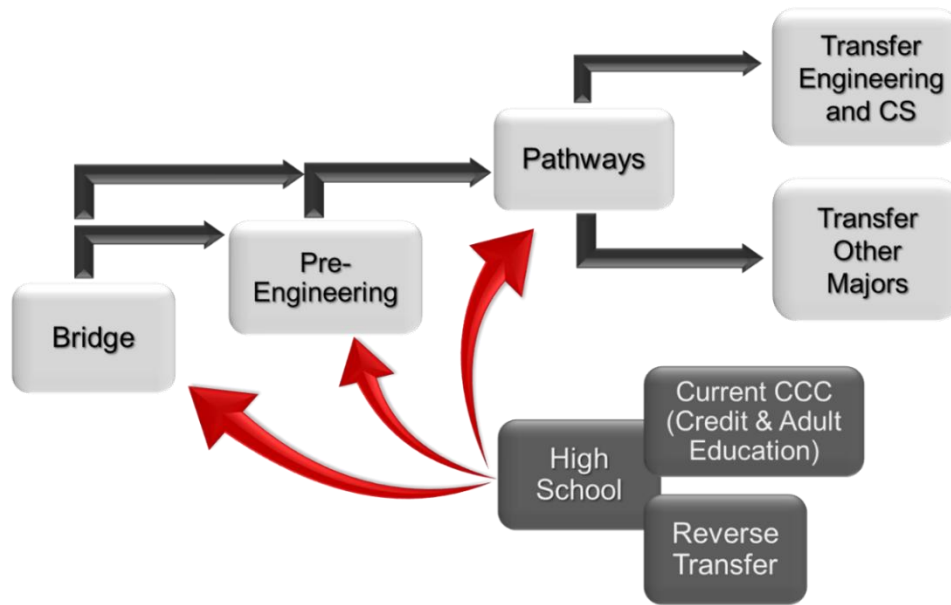 Transfer
Engineering
and CS
Pathways
Transfer
Other
Majors
Pre-
Engineering
Bridge
Current CCC
(Credit & Adult
Education)
High
School
Reverse
Transfer